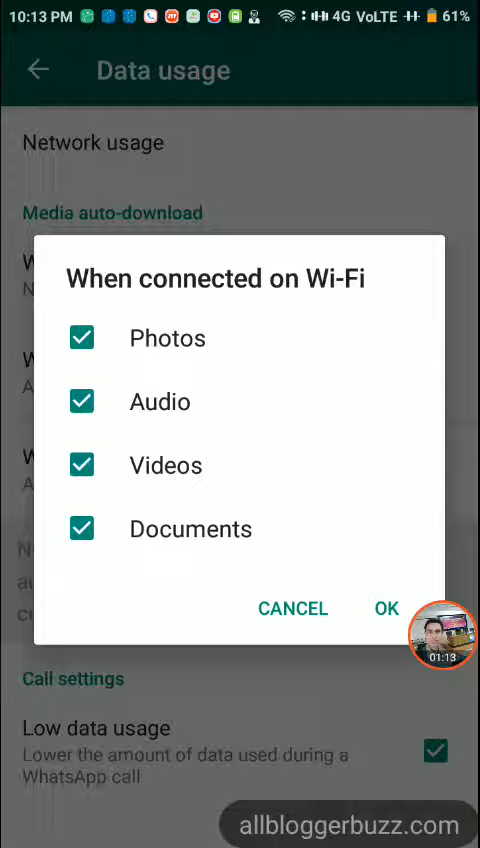 10:13 PM 4G VoLTE 61%
Data usage
Network usage
Media auto-download
When connected on Wi-Fi
Photos
Audio
Videos
Documents
CANCEL OK
01:13
Call settings
Low data usage
Lower the amount of data used during a
WhatsApp call
allbloggerbuzz.com